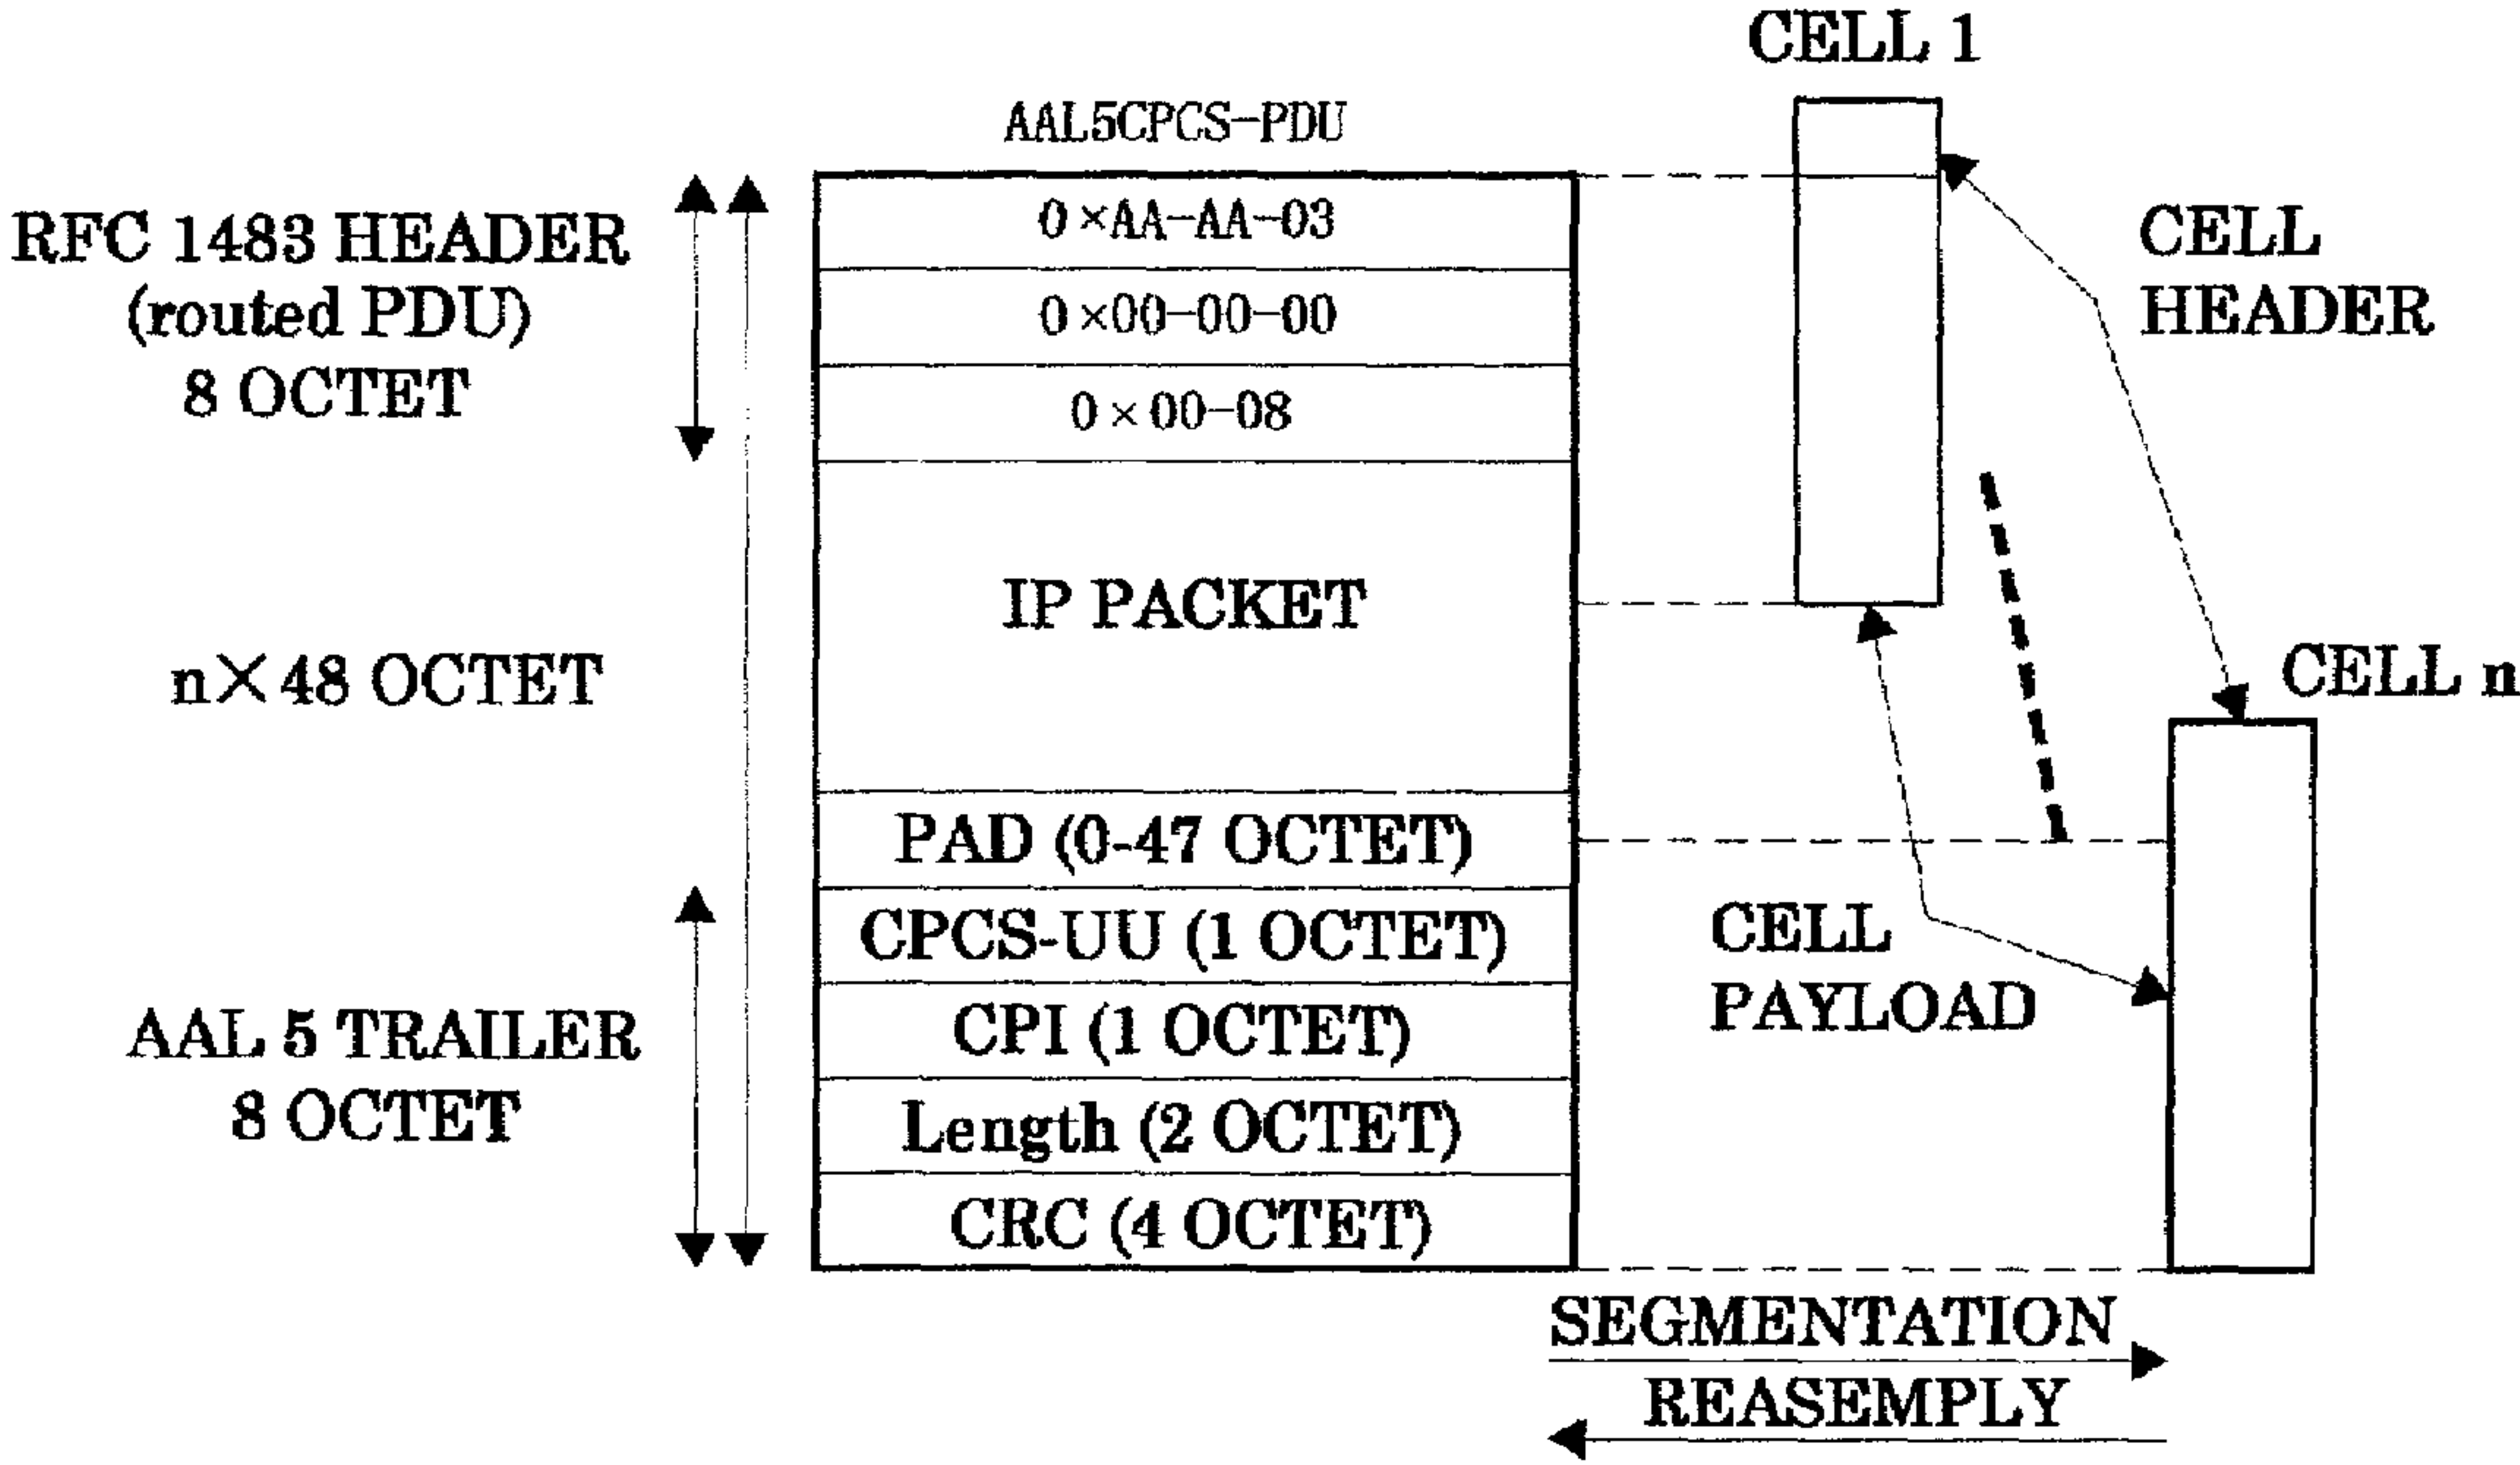 CELL 1
AAL5CPCS-PDU
RFC 1483 HEADER
(routed PDU)
8 OCTET
0×AA-AA-03
0×00-00-00
0×00-08
CELL
HEADER
IP PACKET
n×48 OCTET
CELL n
PAD (0-47 OCTET)
CPCS-UU (1 OCTET)
CPI (1 OCTET)
Length (2 OCTET)
CRC (4 OCTET)
CELL
PAYLOAD
AAL 5 TRAILER
8 OCTET
SEGMENTATION
REASEMPLY